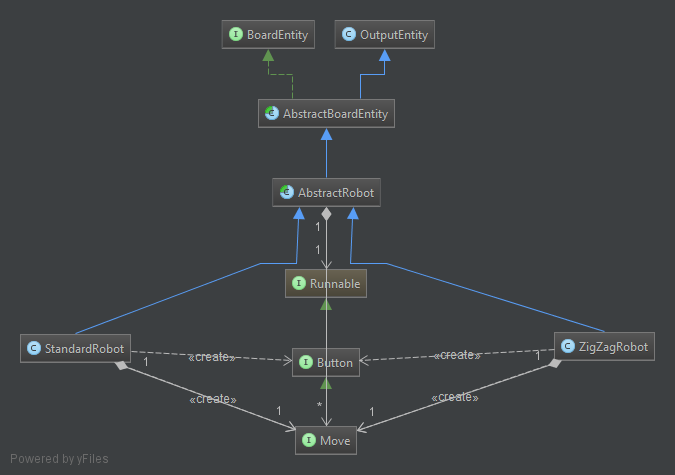 I BoardEntity
C OutputEntity
C AbstractBoardEntity
C AbstractRobot
1
1
I Runnable
C StandardRobot
C ZigZagRobot
1
«create»
I Button
«create»
1
«create»
*
«create»
1
1
I Move
Powered by yFiles